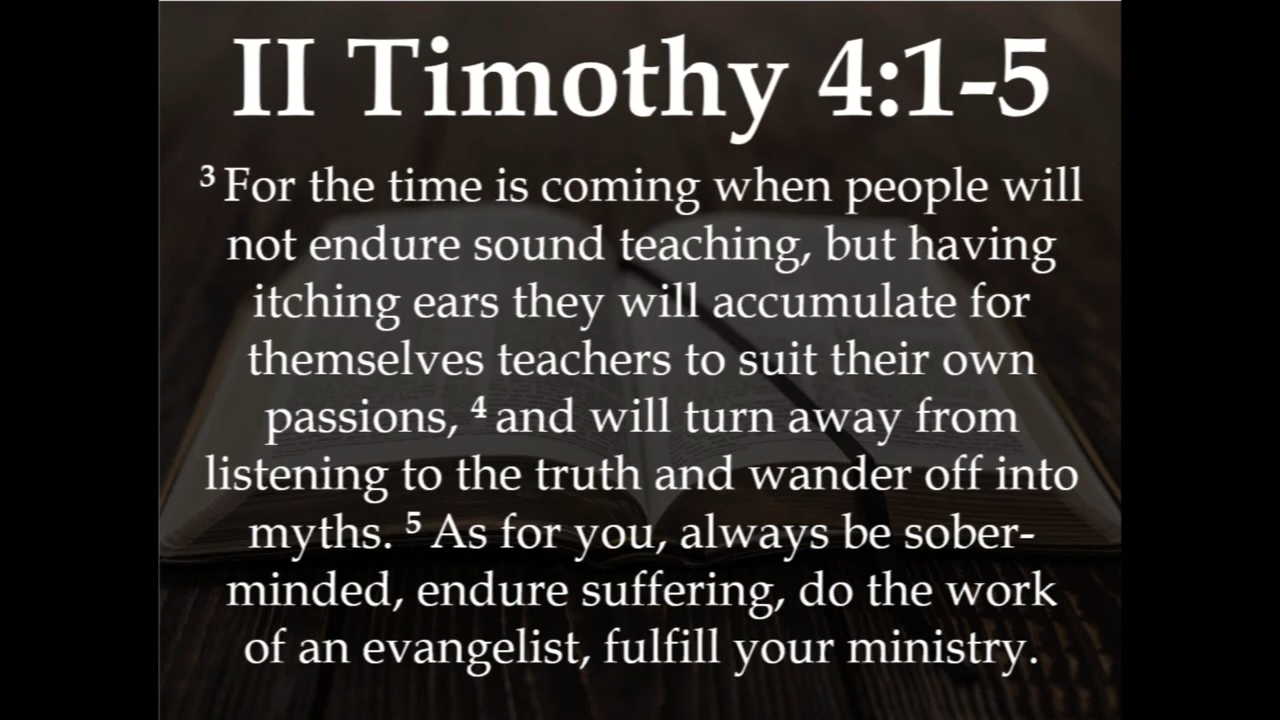 II Timothy 4:1-5
³ For the time is coming when people will
not endure sound teaching, but having
itching ears they will accumulate for
themselves teachers to suit their own
passions, ⁴ and will turn away from
listening to the truth and wander off into
myths. ⁵ As for you, always be sober-
minded, endure suffering, do the work
of an evangelist, fulfill your ministry.